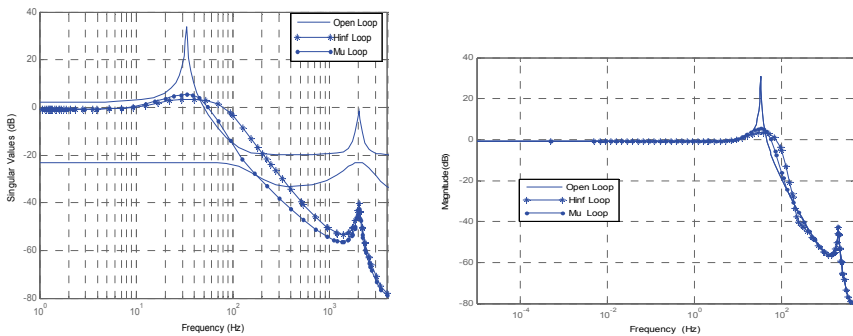 40
20
0
-20
-40
-60
-80
Singular Values (dB)
10^0
10^1
10^2
10^3
Frequency (Hz)
Open Loop
Hinf Loop
Mu Loop
60
40
20
0
-20
-40
-60
-80
Magnitude(dB)
10^-4
10^-2
10^0
10^2
Frequency (Hz)
Open Loop
Hinf Loop
Mu Loop